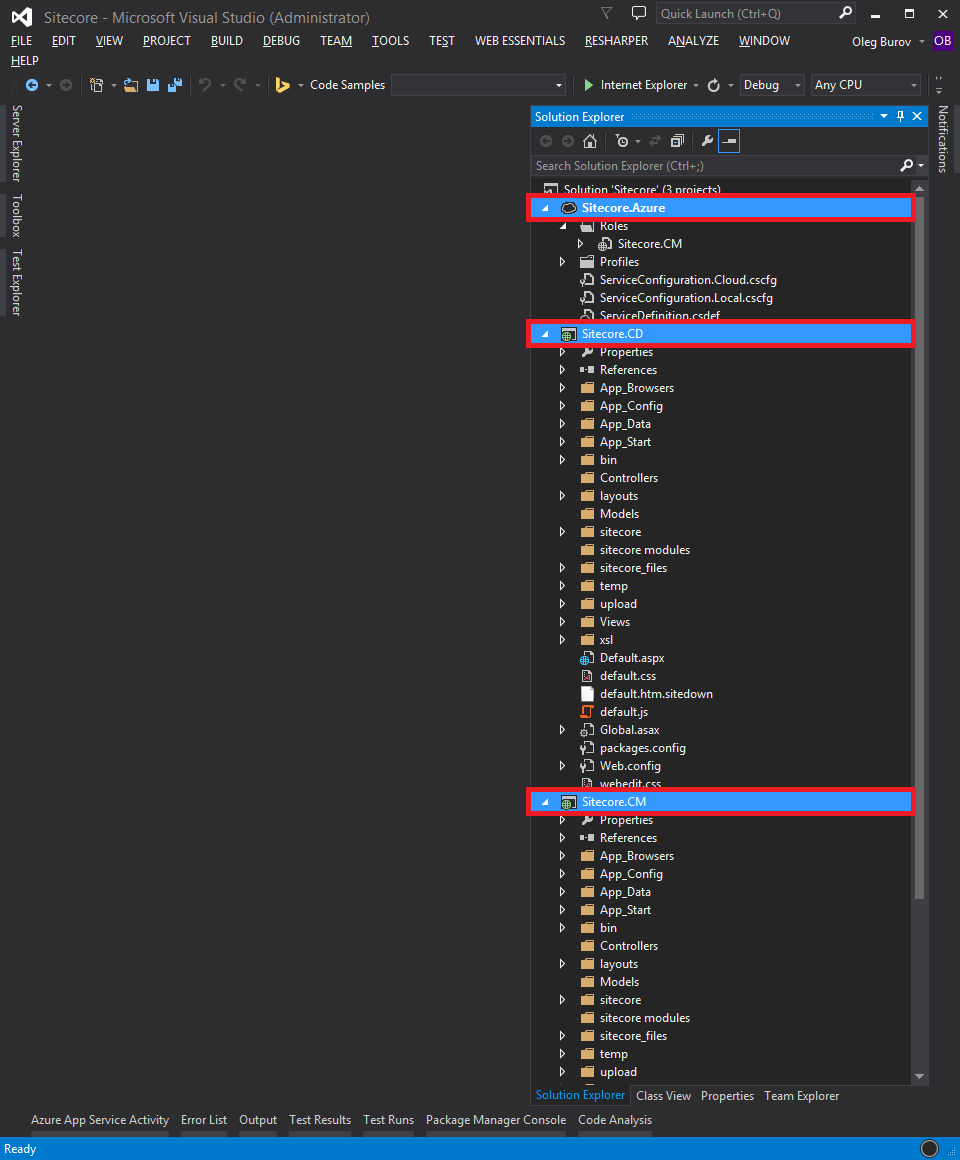 Sitecore - Microsoft Visual Studio (Administrator)
Quick Launch (Ctrl+Q)
FILE EDIT VIEW PROJECT BUILD DEBUG TEAM TOOLS TEST WEB ESSENTIALS RESHARPER ANALYZE WINDOW
Oleg Burov OB
HELP
Code Samples Internet Explorer Debug Any CPU
Server Explorer
Toolbox
Test Explorer
Notifications
Solution Explorer
Search Solution Explorer (Ctrl+;)
Solution 'Sitecore' (3 projects)
Sitecore.Azure
Roles
Sitecore.CM
Profiles
ServiceConfiguration.Cloud.cscfg
ServiceConfiguration.Local.cscfg
ServiceDefinition.csdef
Sitecore.CD
Properties
References
App_Browsers
App_Config
App_Data
App_Start
bin
Controllers
layouts
Models
sitecore
sitecore modules
sitecore_files
temp
upload
Views
xsl
Default.aspx
default.css
default.htm.sitedown
default.js
Global.asax
packages.config
Web.config
webedit.css
Sitecore.CM
Properties
References
App_Browsers
App_Config
App_Data
App_Start
bin
Controllers
layouts
Models
sitecore
sitecore modules
sitecore_files
temp
upload
Solution Explorer Class View Properties Team Explorer
Azure App Service Activity Error List Output Test Results Test Runs Package Manager Console Code Analysis
Ready